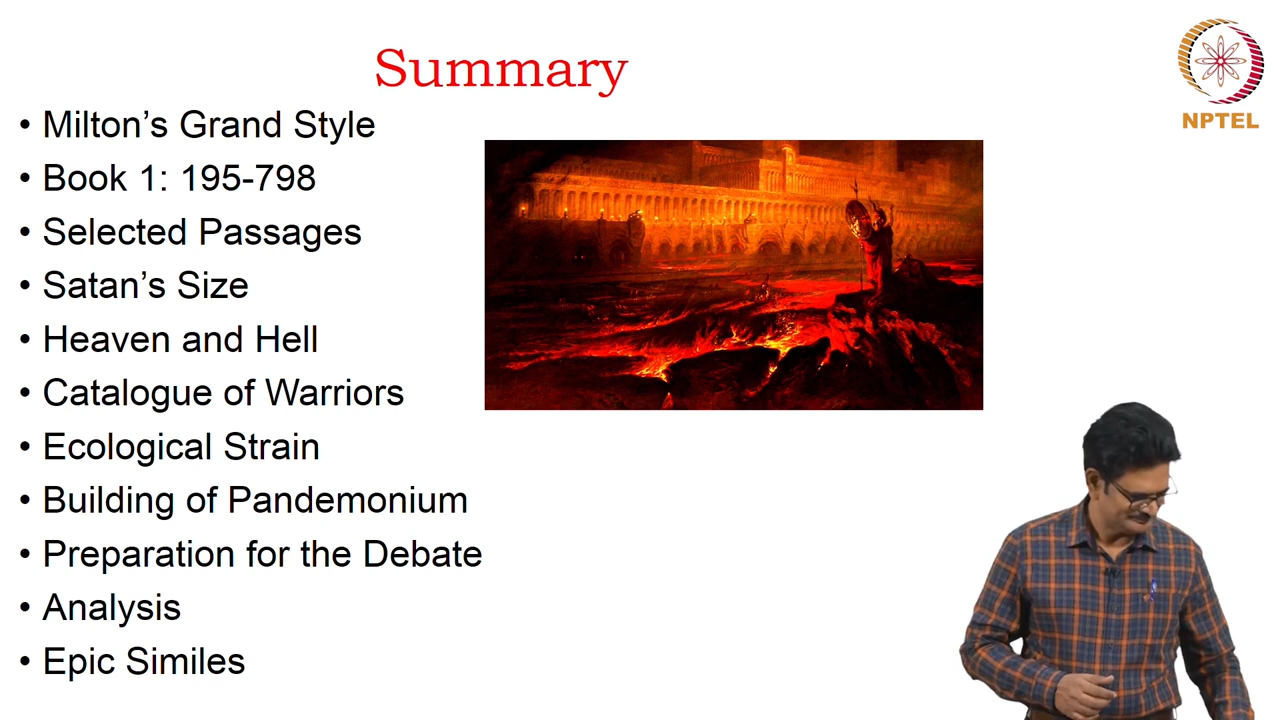 Summary
NPTEL
• Milton’s Grand Style
• Book 1: 195-798
• Selected Passages
• Satan’s Size
• Heaven and Hell
• Catalogue of Warriors
• Ecological Strain
• Building of Pandemonium
• Preparation for the Debate
• Analysis
• Epic Similes